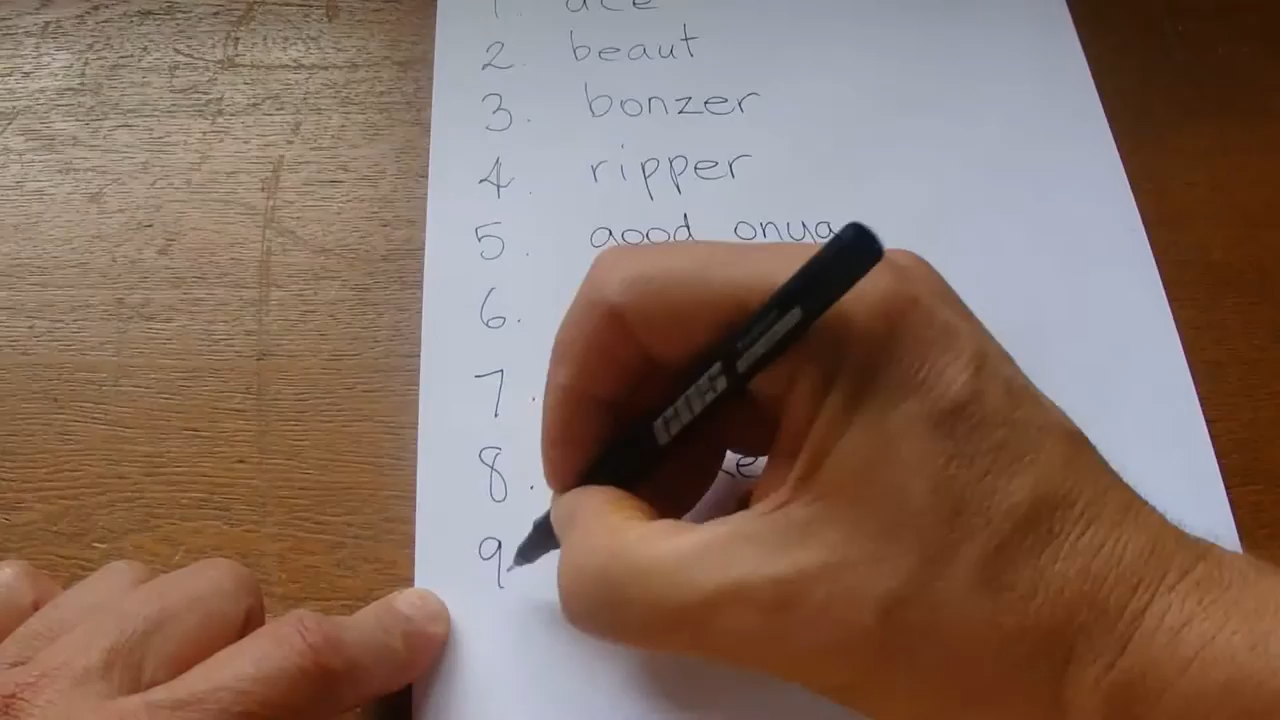 1. ace
2. beaut
3. bonzer
4. ripper
5. good onya
6.
7.
8.
9